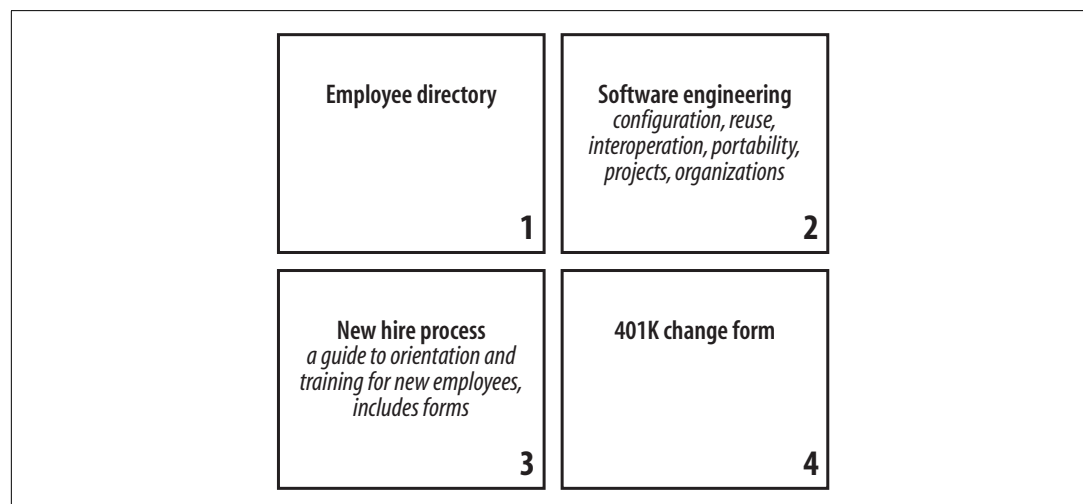 Employee directory
1
Software engineering
configuration, reuse,
interoperation, portability,
projects, organizations
2
New hire process
a guide to orientation and
training for new employees,
includes forms
3
401K change form
4